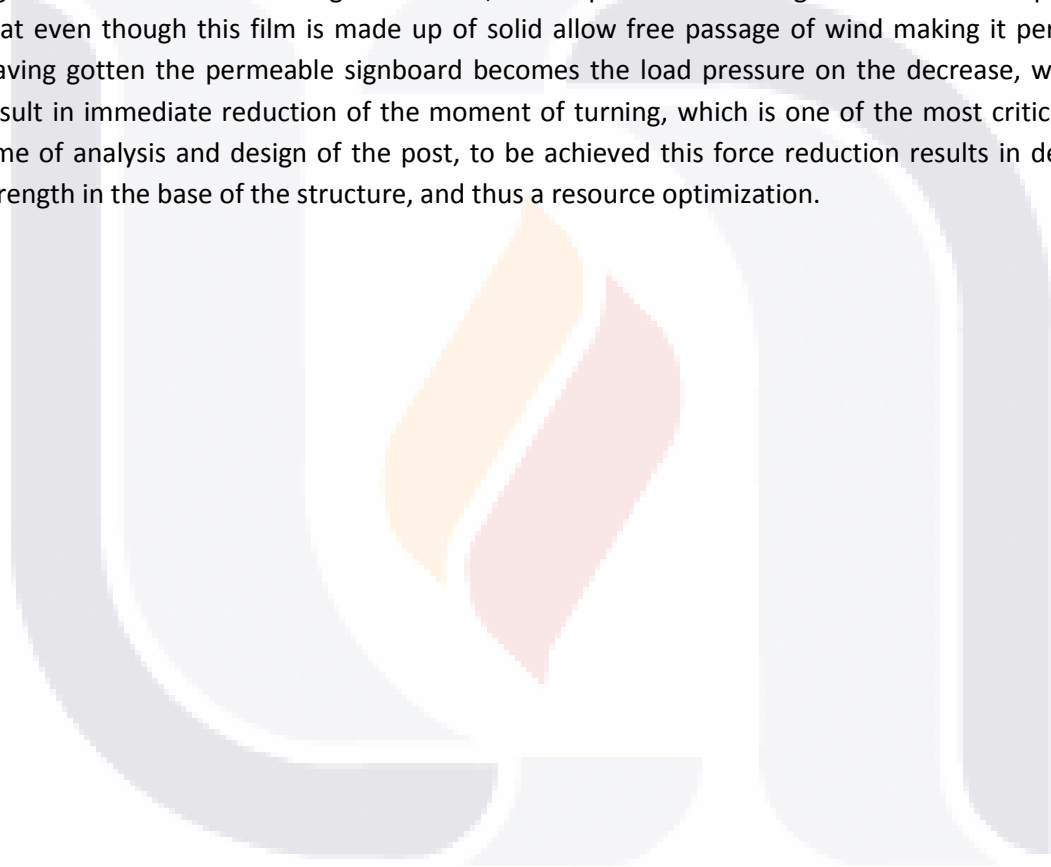 at even though this film is made up of solid allow free passage of wind making it per
aving gotten the permeable signboard becomes the load pressure on the decrease, w
sult in immediate reduction of the moment of turning, which is one of the most critic
me of analysis and design of the post, to be achieved this force reduction results in de
rength in the base of the structure, and thus a resource optimization.